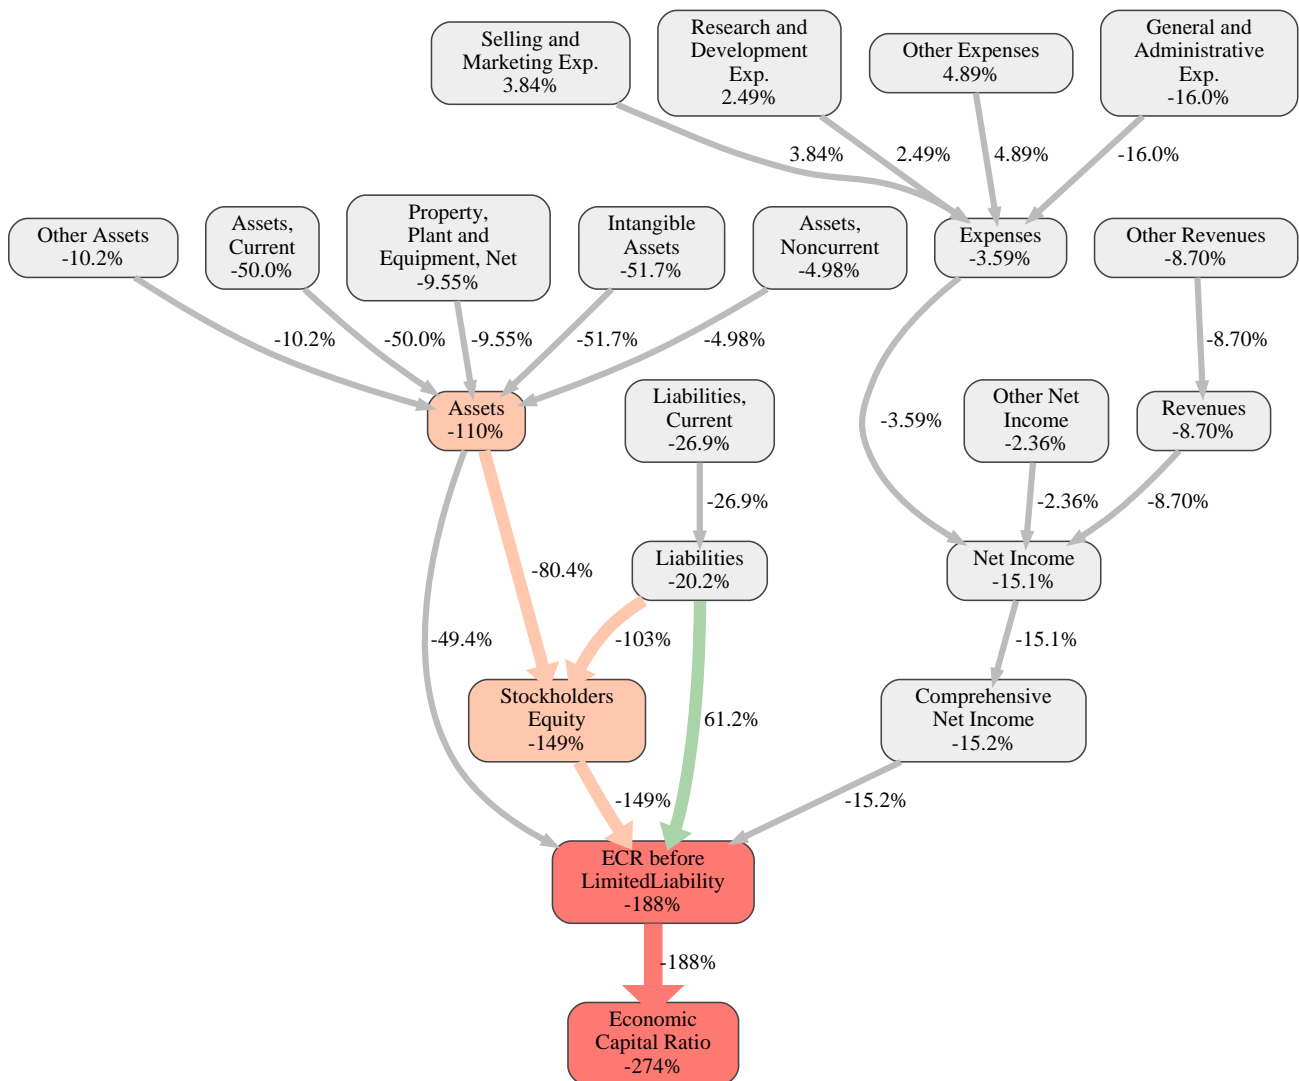 Selling and
Marketing Exp.
3.84%
Research and
Development
Exp.
2.49%
Other Expenses
4.89%
General and
Administrative
Exp.
-16.0%
3.84%
2.49%
4.89%
-16.0%
Other Assets
-10.2%
Assets,
Current
-50.0%
Property,
Plant and
Equipment, Net
-9.55%
Intangible
Assets
-51.7%
Assets,
Noncurrent
-4.98%
Expenses
-3.59%
Other Revenues
-8.70%
-10.2%
-50.0%
-9.55%
-51.7%
-4.98%
-8.70%
Assets
-110%
Liabilities,
Current
-26.9%
-3.59%
Other Net
Income
-2.36%
Revenues
-8.70%
-26.9%
-2.36%
-8.70%
-80.4%
Liabilities
-20.2%
Net Income
-15.1%
-49.4%
-103%
-15.1%
Stockholders
Equity
-149%
61.2%
Comprehensive
Net Income
-15.2%
-149%
-15.2%
ECR before
LimitedLiability
-188%
-188%
Economic
Capital Ratio
-274%